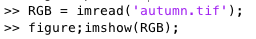 >> RGB = imread('autumn.tif');
>> figure;imshow(RGB);